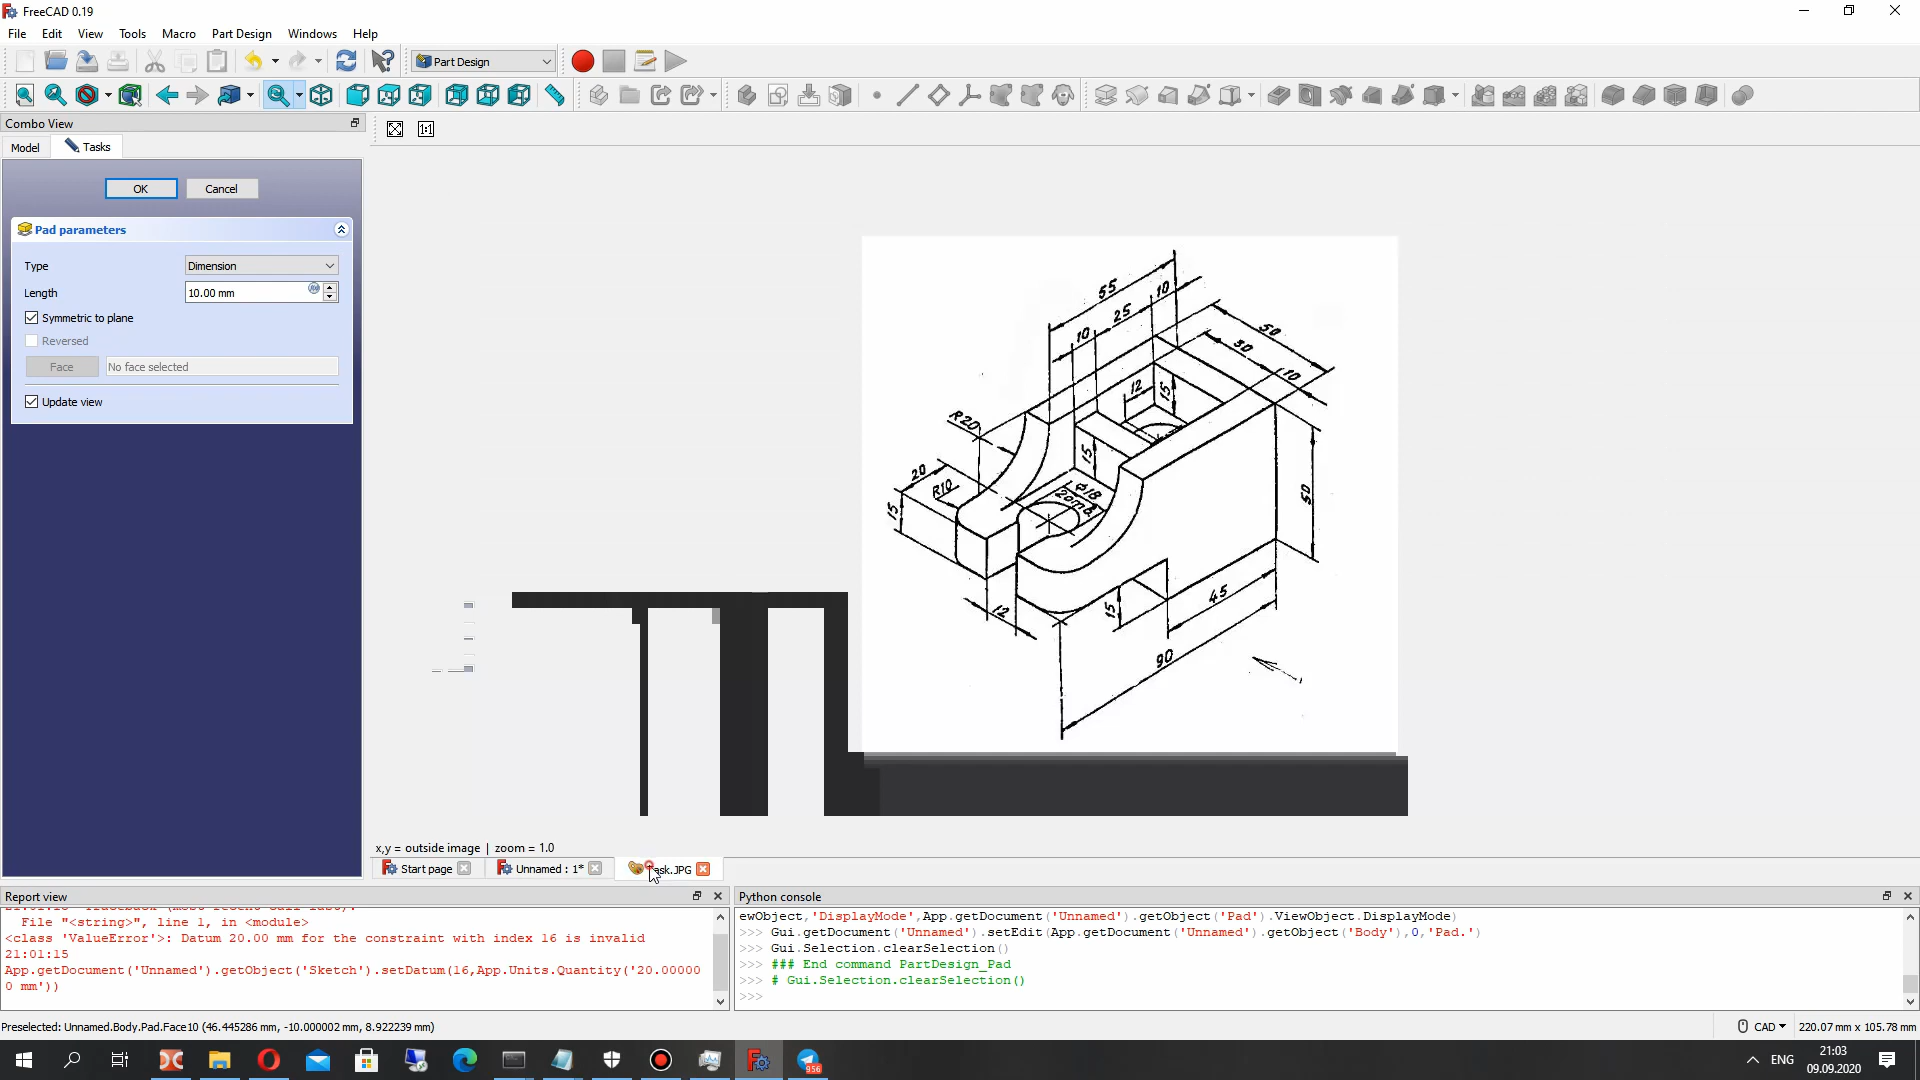 FreeCAD 0.19
File Edit View Tools Macro Part Design Windows Help
Part Design
Combo View
Model Tasks
OK Cancel
Pad parameters
Type Dimension
Length 10.00 mm
Symmetric to plane
Reversed
Face No face selected
Update view
55
10
25
10
50
30
10
12
15
R20
20
R10
15
15
⌀18
2отв.
50
12
15
45
90
x,y = outside image | zoom = 1.0
Start page Unnamed : 1* ask.JPG
Report view
File "<string>", line 1, in <module>
<class 'ValueError'>: Datum 20.00 mm for the constraint with index 16 is invalid
21:01:15
App.getDocument('Unnamed').getObject('Sketch').setDatum(16,App.Units.Quantity('20.00000
0 mm'))
Python console
ewObject,'DisplayMode',App.getDocument('Unnamed').getObject('Pad').ViewObject.DisplayMode)
>>> Gui.getDocument('Unnamed').setEdit(App.getDocument('Unnamed').getObject('Body'),0,'Pad.')
>>> Gui.Selection.clearSelection()
>>> ### End command PartDesign_Pad
>>> # Gui.Selection.clearSelection()
>>>
Preselected: Unnamed.Body.Pad.Face10 (46.445286 mm, -10.000002 mm, 8.922239 mm)
CAD 220.07 mm x 105.78 mm
956
ENG
21:03
09.09.2020